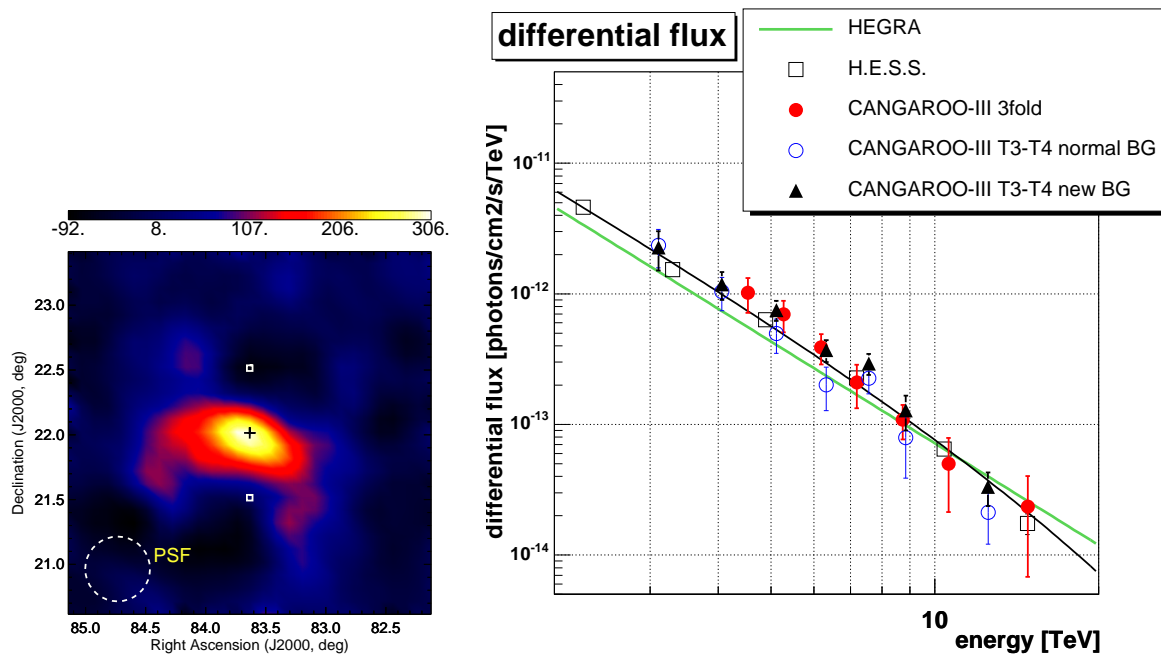 -92. 8. 107. 206. 306.
Declination (J2000, deg)
23.0
22.5
22.0
21.5
21.0
PSF
85.0 84.5 84.0 83.5 83.0 82.5
Right Ascension (J2000, deg)
differential flux
HEGRA
H.E.S.S.
CANGAROO-III 3fold
CANGAROO-III T3-T4 normal BG
CANGAROO-III T3-T4 new BG
differential flux [photons/cm2/s/TeV]
10-11
10-12
10-13
10-14
10
energy [TeV]